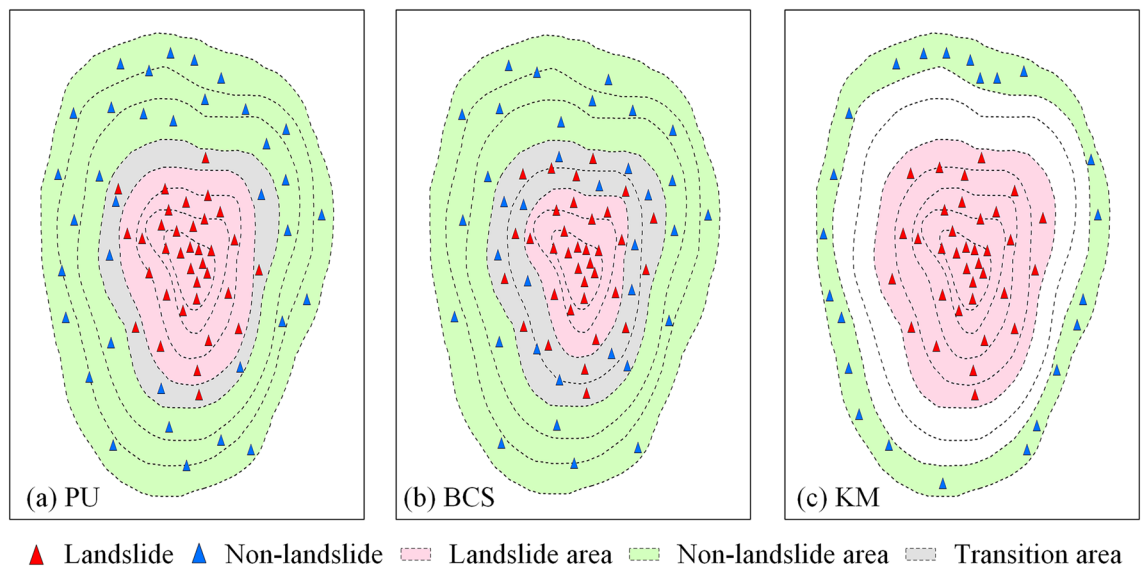 (a) PU
(b) BCS
(c) KM
Landslide Non-landslide Landslide area Non-landslide area Transition area